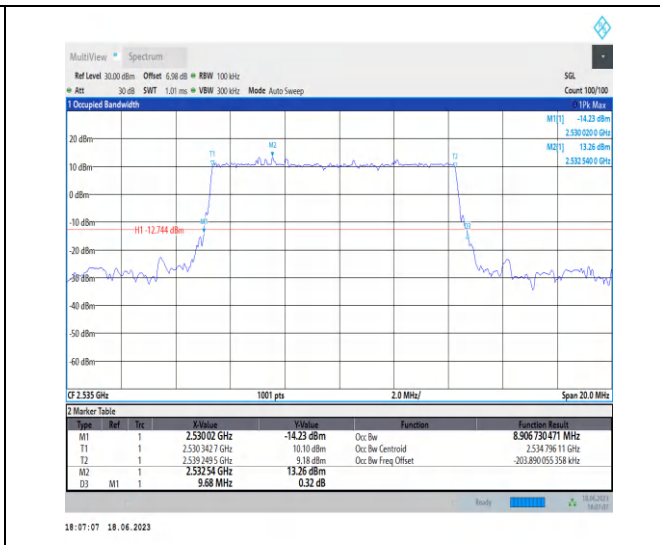 MultiView Spectrum
Ref Level 30.00 dBm Offset 6.98 dB RBW 100 kHz SGL
Att 30 dB SWT 1.01 ms VBW 300 kHz Mode Auto Sweep Count 100/100
1 Occupied Bandwidth 1Pk Max
M1[1] -14.23 dBm
2.530 020 0 GHz
M2[1] 13.26 dBm
2.532 540 0 GHz
20 dBm
T1 M2 T2
10 dBm
0 dBm
-10 dBm
H1 -12.744 dBm
M1 D3
-20 dBm
-30 dBm
-40 dBm
-50 dBm
-60 dBm
CF 2.535 GHz 1001 pts 2.0 MHz/ Span 20.0 MHz
2 Marker Table
Type Ref Trc X-Value Y-Value Function Function Result
M1 1 2.530 02 GHz -14.23 dBm Occ Bw 8.906 730 471 MHz
T1 1 2.530 342 7 GHz 10.10 dBm Occ Bw Centroid 2.534 796 11 GHz
T2 1 2.539 249 5 GHz 9.18 dBm Occ Bw Freq Offset -203.890 055 358 kHz
M2 1 2.532 54 GHz 13.26 dBm
D3 M1 1 9.68 MHz 0.32 dB
Ready 18.06.2023
18:07:07
18:07:07 18.06.2023